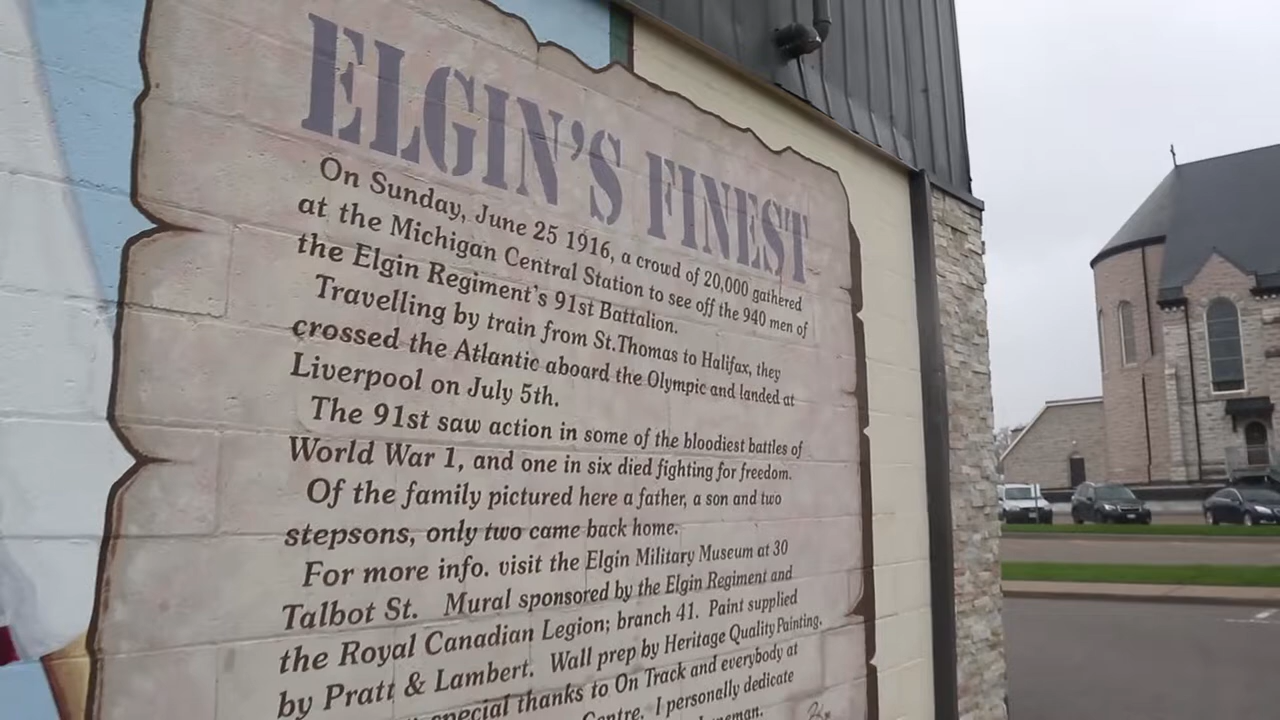 ELGIN'S FINEST
On Sunday, June 25 1916, a crowd of 20,000 gathered
at the Michigan Central Station to see off the 940 men of
the Elgin Regiment's 91st Battalion.
Travelling by train from St.Thomas to Halifax, they
crossed the Atlantic aboard the Olympic and landed at
Liverpool on July 5th.
The 91st saw action in some of the bloodiest battles of
World War 1, and one in six died fighting for freedom.
Of the family pictured here a father, a son and two
stepsons, only two came back home.
For more info. visit the Elgin Military Museum at 30
Talbot St. Mural sponsored by the Elgin Regiment and
the Royal Canadian Legion; branch 41. Paint supplied
by Pratt & Lambert. Wall prep by Heritage Quality Painting.
special thanks to On Track and everybody at
Centre. I personally dedicate